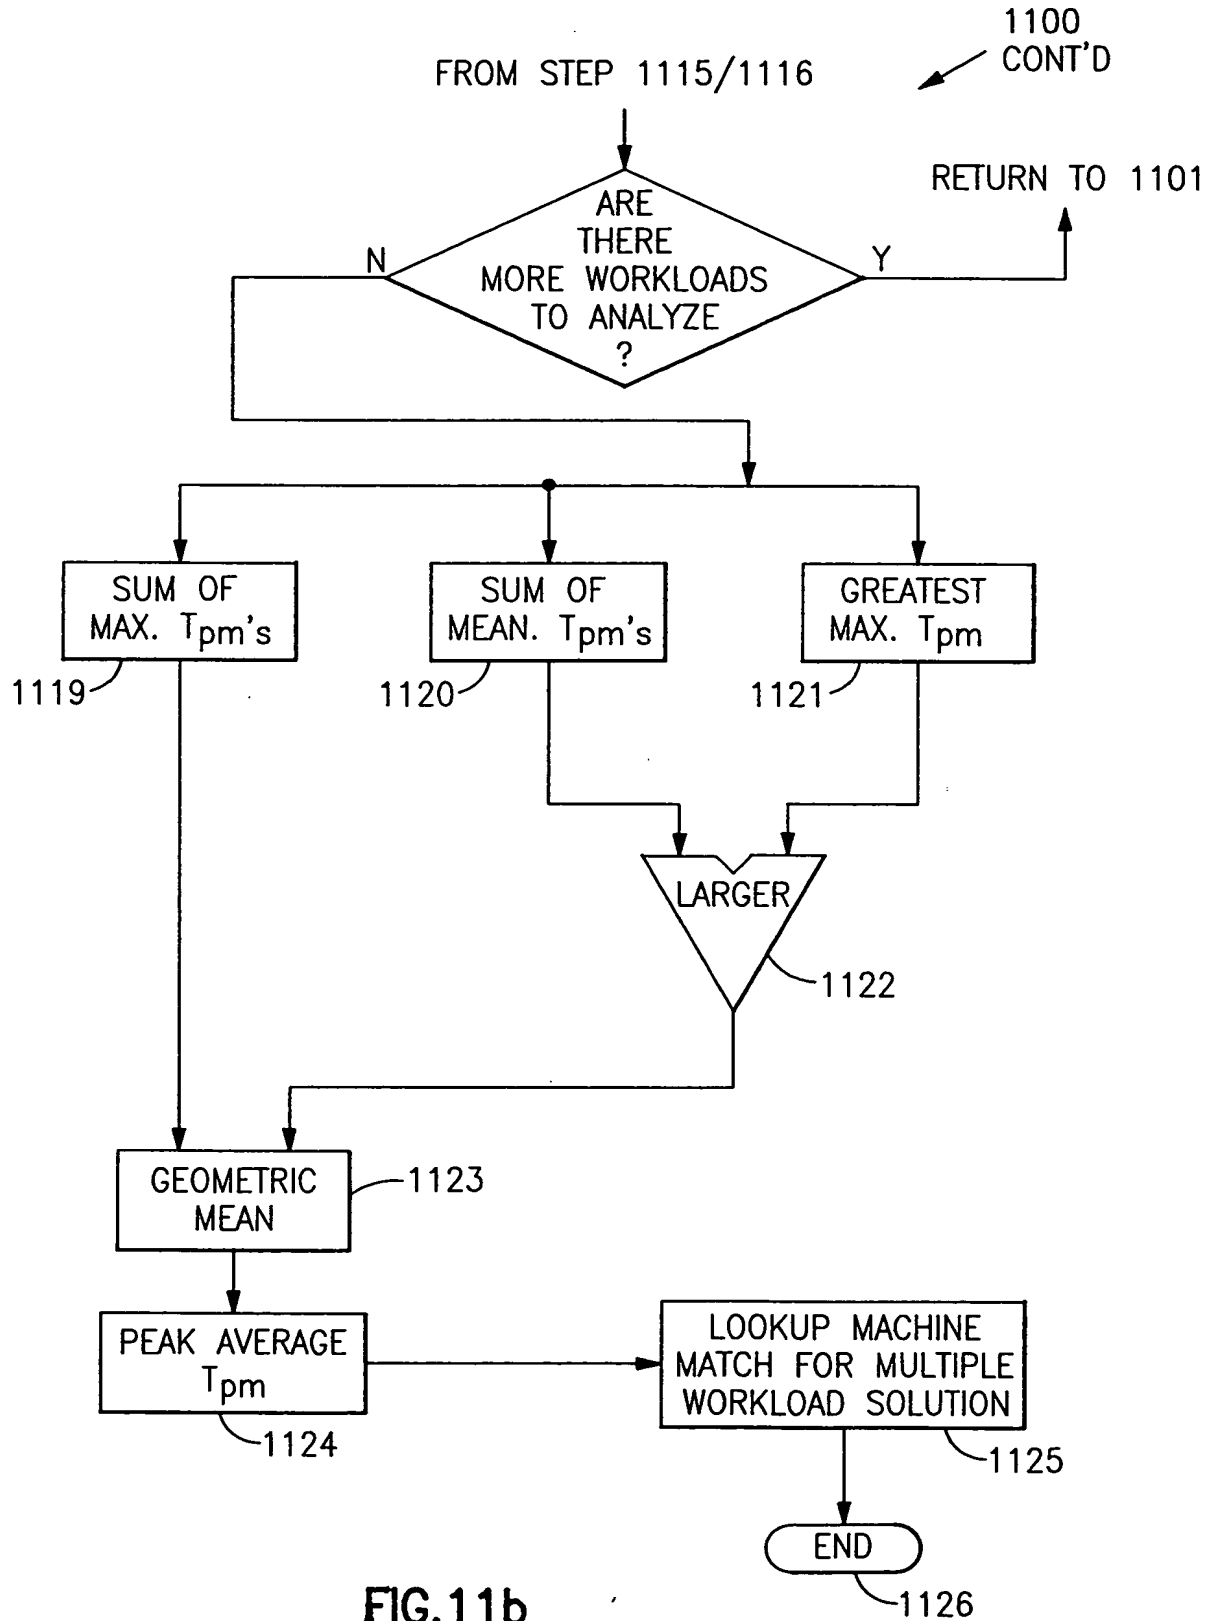 1100
CONT'D
FROM STEP 1115/1116
RETURN TO 1101
ARE
THERE
MORE WORKLOADS
TO ANALYZE
?
N
Y
SUM OF
MAX. Tpm's
1119
SUM OF
MEAN. Tpm's
1120
GREATEST
MAX. Tpm
1121
LARGER
1122
GEOMETRIC
MEAN
1123
PEAK AVERAGE
Tpm
1124
LOOKUP MACHINE
MATCH FOR MULTIPLE
WORKLOAD SOLUTION
1125
END
1126
FIG.11b